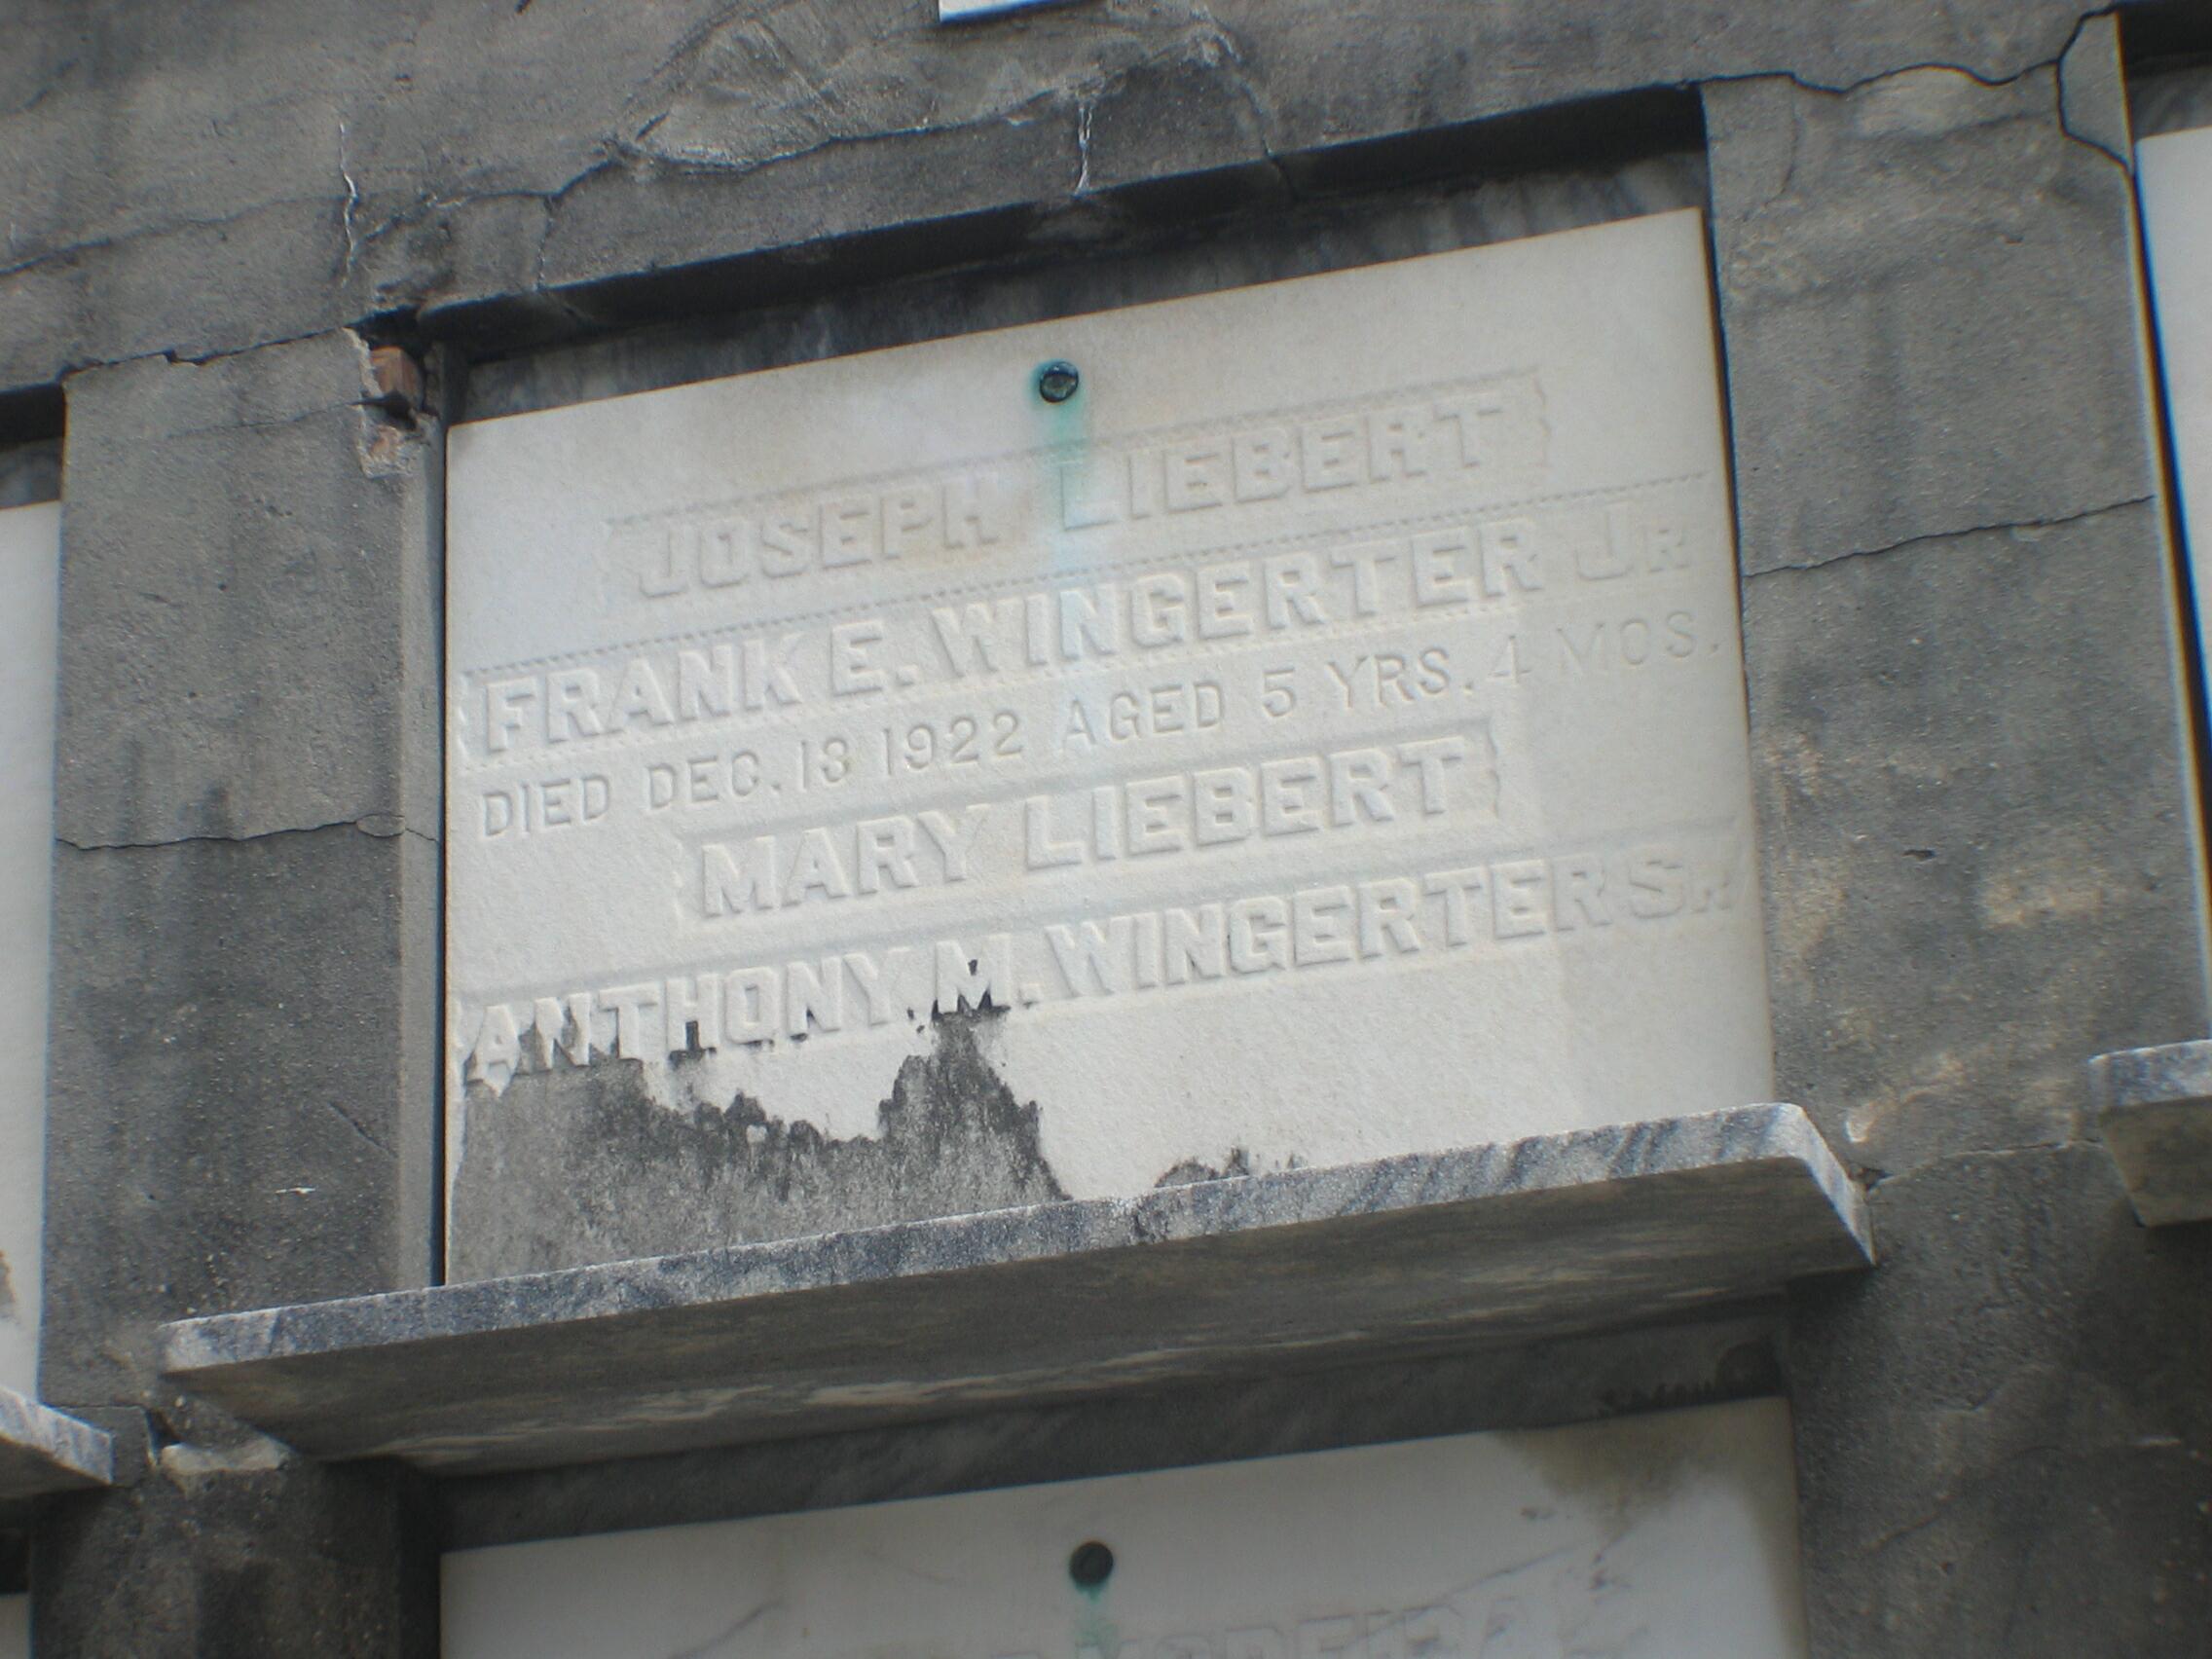 JOSEPH LIEBERT
FRANK E. WINGERTER JR
DIED DEC. 13 1922 AGED 5 YRS. 4 MOS.
MARY LIEBERT
ANTHONY M. WINGERTER SR